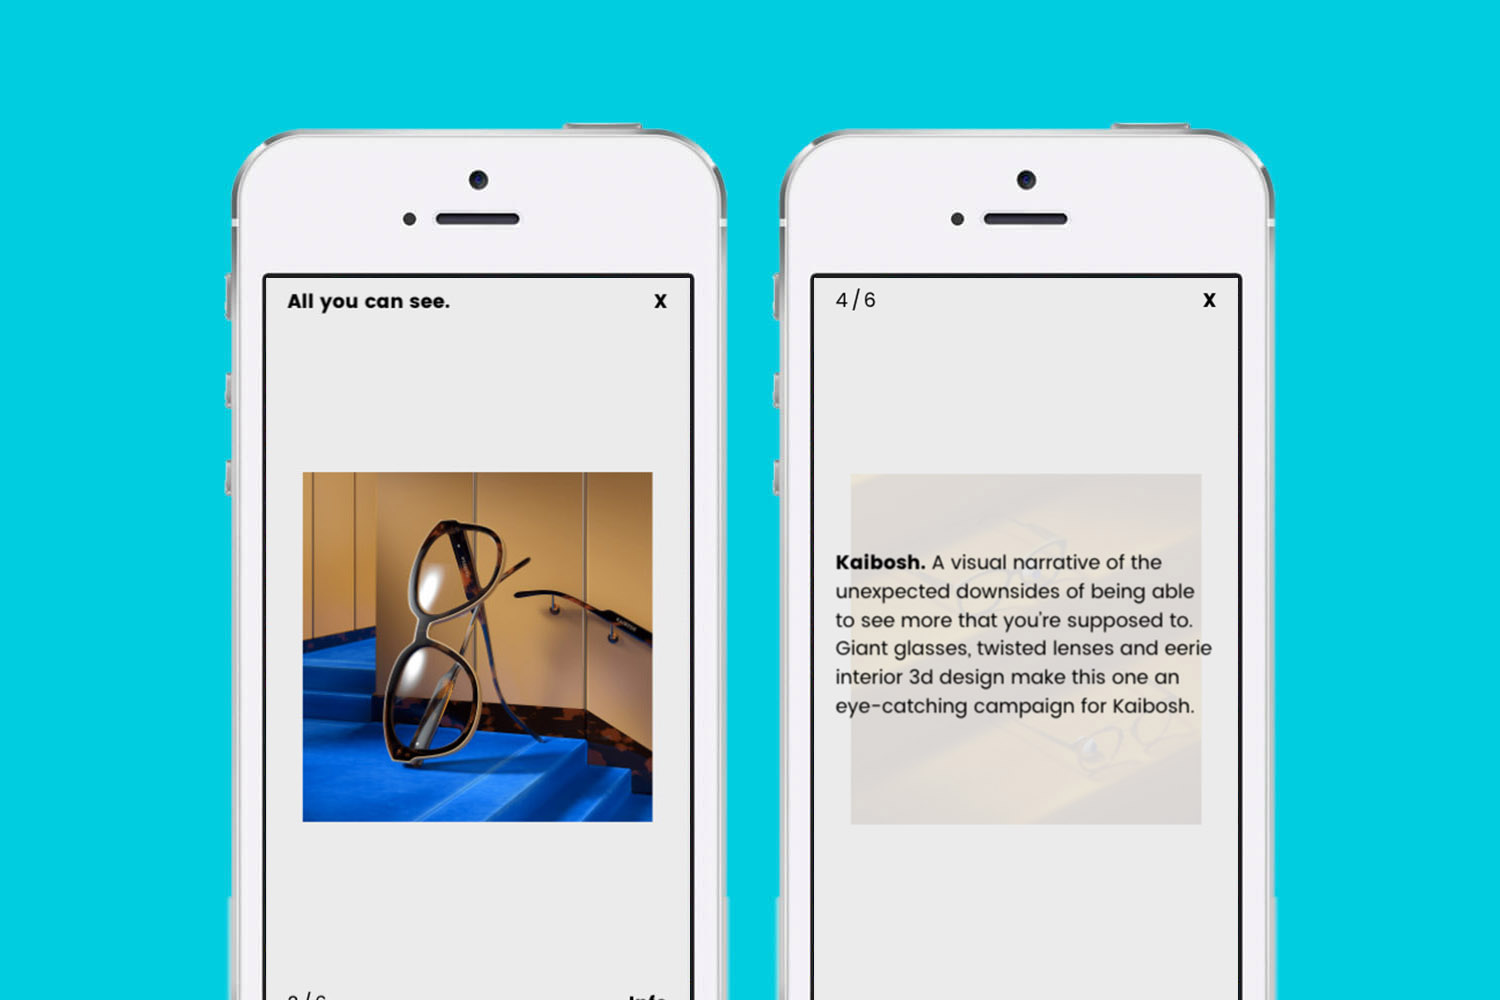 All you can see.
X
Info
4 / 6
X
Kaibosh. A visual narrative of the
unexpected downsides of being able
to see more that you're supposed to.
Giant glasses, twisted lenses and eerie
interior 3d design make this one an
eye-catching campaign for Kaibosh.